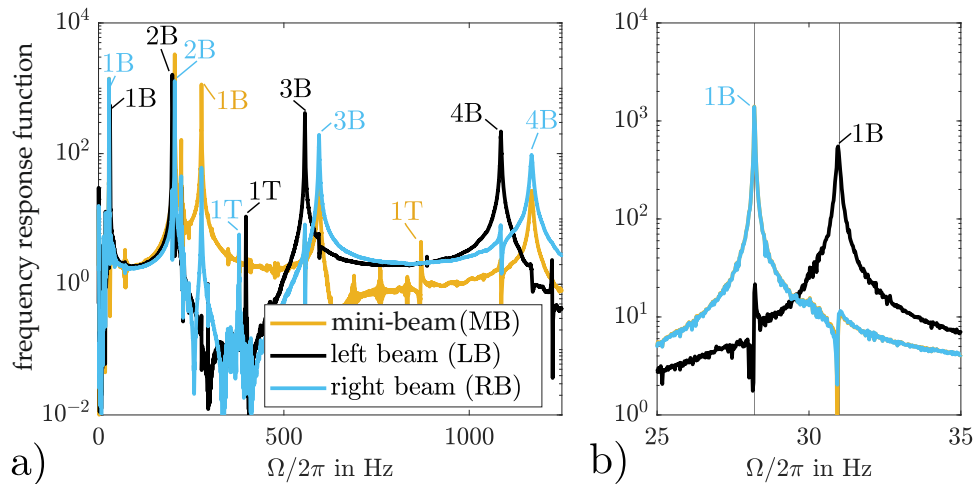 10^4
10^2
10^0
10^-2
frequency response function
1B
1B
2B
2B
1B
1T
1T
3B
3B
1T
4B
4B
mini-beam (MB)
left beam (LB)
right beam (RB)
0
500
1000
Ω/2π in Hz
a)
10^4
10^3
10^2
10^1
10^0
1B
1B
25
30
35
Ω/2π in Hz
b)